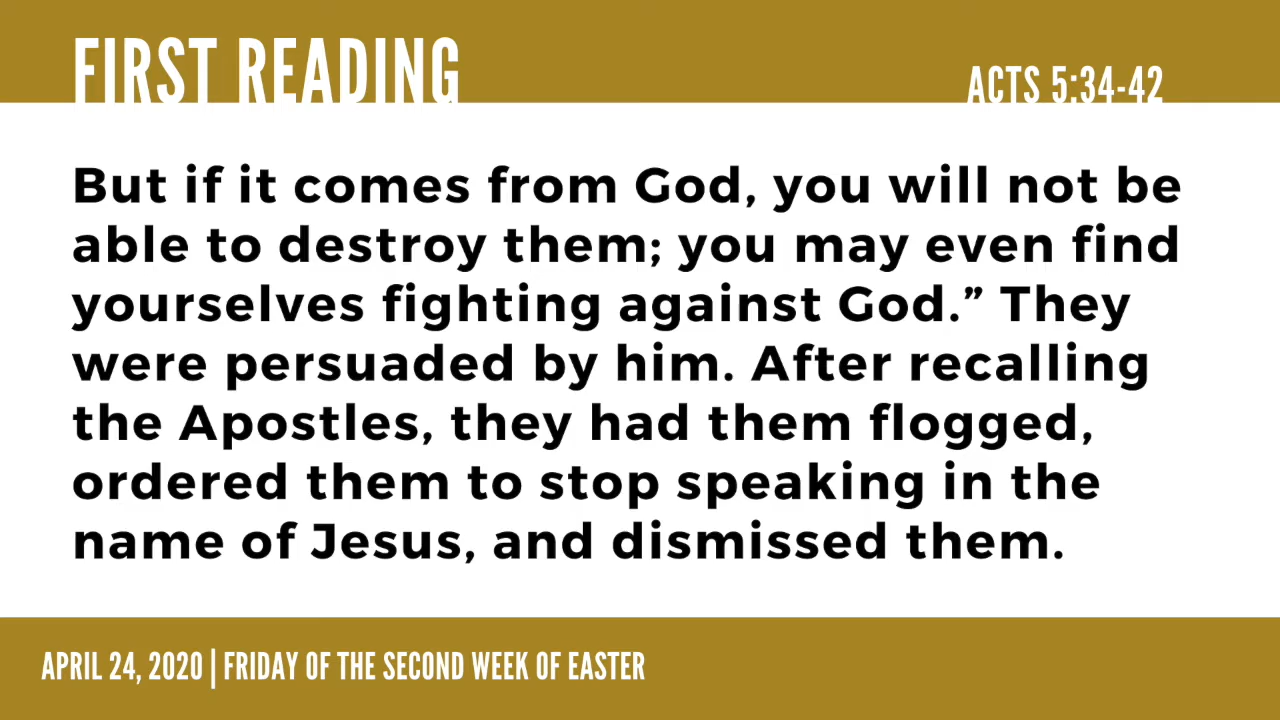 FIRST READING
ACTS 5:34-42
But if it comes from God, you will not be
able to destroy them; you may even find
yourselves fighting against God.” They
were persuaded by him. After recalling
the Apostles, they had them flogged,
ordered them to stop speaking in the
name of Jesus, and dismissed them.
APRIL 24, 2020 | FRIDAY OF THE SECOND WEEK OF EASTER